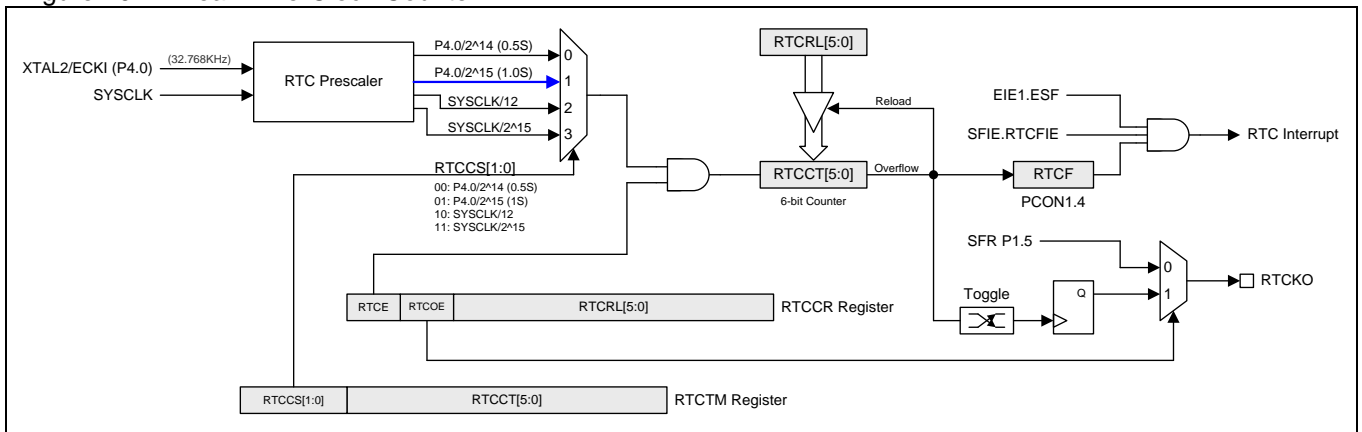 XTAL2/ECKI (P4.0)
(32.768KHz)
SYSCLK
RTC Prescaler
P4.0/2^14 (0.5S)
P4.0/2^15 (1.0S)
SYSCLK/12
SYSCLK/2^15
0
1
2
3
RTCCS[1:0]
00: P4.0/2^14 (0.5S)
01: P4.0/2^15 (1S)
10: SYSCLK/12
11: SYSCLK/2^15
RTCRL[5:0]
Reload
RTCCT[5:0]
Overflow
6-bit Counter
EIE1.ESF
SFIE.RTCFIE
RTC Interrupt
RTCF
PCON1.4
SFR P1.5
0
1
RTCKO
Toggle
Q
RTCE
RTCOE
RTCRL[5:0]
RTCCR Register
RTCCS[1:0]
RTCCT[5:0]
RTCTM Register